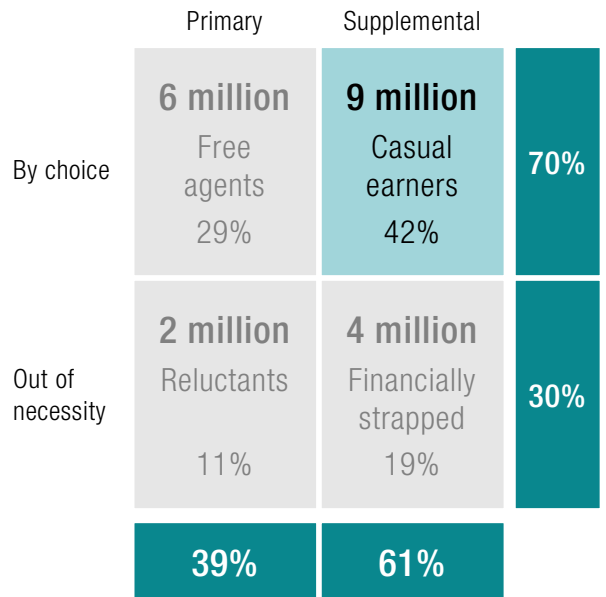 Primary
Supplemental
By choice
6 million
Free
agents
29%
9 million
Casual
earners
42%
70%
Out of
necessity
2 million
Reluctants
11%
4 million
Financially
strapped
19%
30%
39%
61%